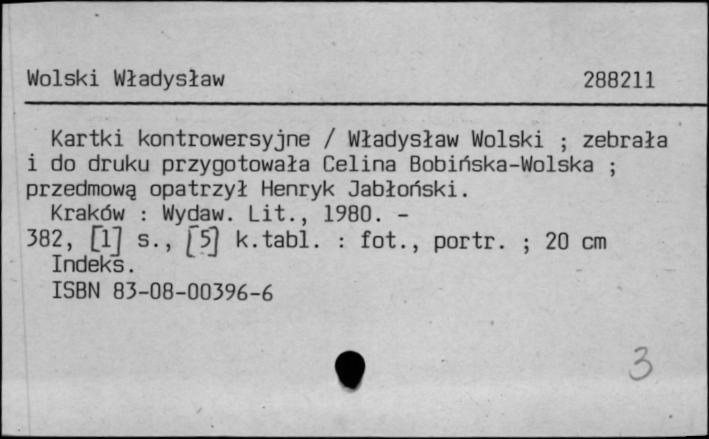 Wolski Władysław 288211
Kartki kontrowersyjne / Władysław Wolski ; zebrała
i do druku przygotowała Celina Bobińska-Wolska ;
przedmową opatrzył Henryk Jabłoński.
Kraków : Wydaw. Lit., 1980. -
382, [1] s., [5] k.tabl. : fot., portr. ; 20 cm
Indeks.
ISBN 83-08-00396-6
3